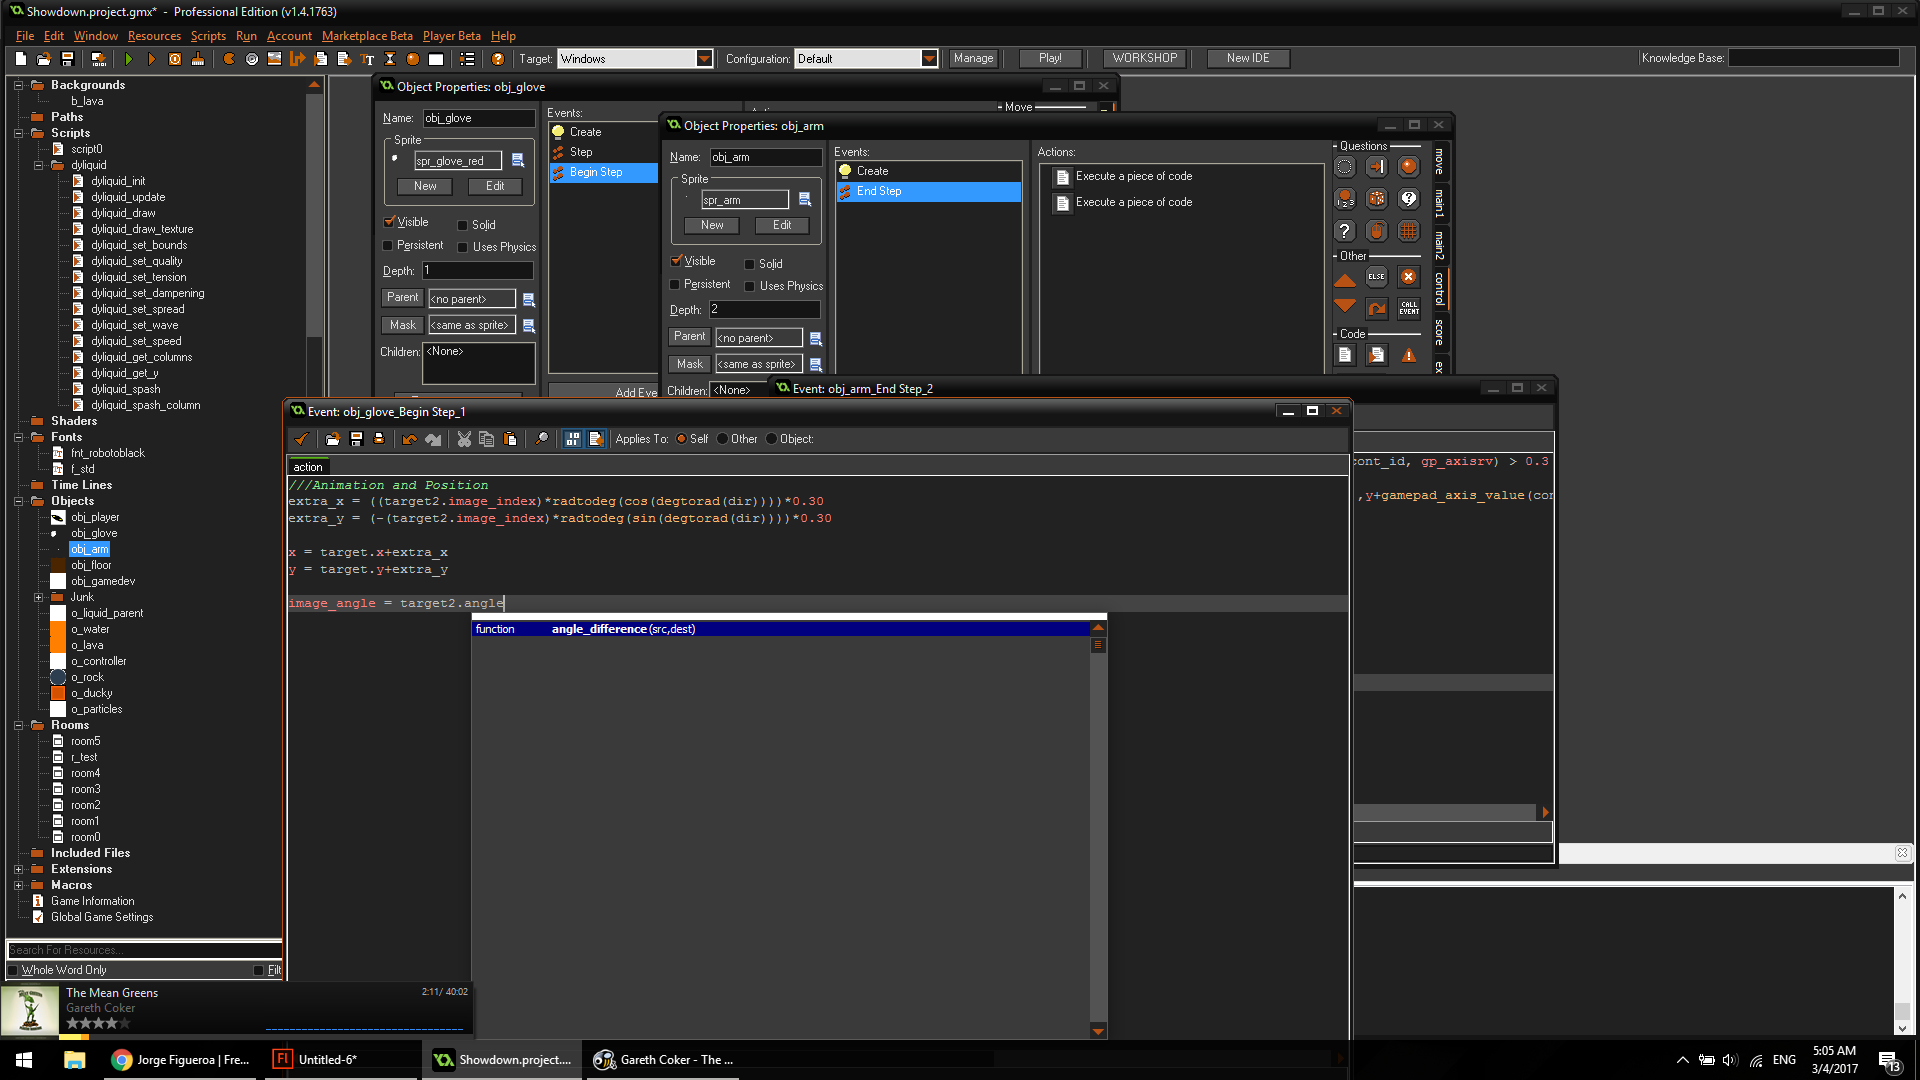 Showdown.project.gmx*  -  Professional Edition (v1.4.1763)
File Edit Window Resources Scripts Run Account Marketplace Beta Player Beta Help
Target: Windows Configuration: Default Manage Play! WORKSHOP New IDE Knowledge Base:
Backgrounds
b_lava
Paths
Scripts
script0
dyliquid
dyliquid_init
dyliquid_update
dyliquid_draw
dyliquid_draw_texture
dyliquid_set_bounds
dyliquid_set_quality
dyliquid_set_tension
dyliquid_set_dampening
dyliquid_set_spread
dyliquid_set_wave
dyliquid_set_speed
dyliquid_get_columns
dyliquid_get_y
dyliquid_spash
dyliquid_spash_column
Shaders
Fonts
fnt_robotoblack
f_std
Time Lines
Objects
obj_player
obj_glove
obj_arm
obj_floor
obj_gamedev
Junk
o_liquid_parent
o_water
o_lava
o_controller
o_rock
o_ducky
o_particles
Rooms
room5
r_test
room4
room3
room2
room1
room0
Included Files
Extensions
Macros
Game Information
Global Game Settings
Search For Resources...
Whole Word Only Filt
Object Properties: obj_glove
Name: obj_glove
Sprite
spr_glove_red
New Edit
Visible Solid
Persistent Uses Physics
Depth: 1
Parent <no parent>
Mask <same as sprite>
Children: <None>
Events:
Create
Step
Begin Step
Add Eve
Move
Object Properties: obj_arm
Name: obj_arm
Sprite
spr_arm
New Edit
Visible Solid
Persistent Uses Physics
Depth: 2
Parent <no parent>
Mask <same as sprite>
Children: <None>
Events:
Create
End Step
Actions:
Execute a piece of code
Execute a piece of code
Questions
Other
ELSE
CALL EVENT
Code
move
main1
main2
control
score
ex
Event: obj_arm_End Step_2
cont_id, gp_axisrv) > 0.3
,y+gamepad_axis_value(con
Event: obj_glove_Begin Step_1
Applies To: Self Other Object:
action
///Animation and Position
extra_x = ((target2.image_index)*radtodeg(cos(degtorad(dir))))*0.30
extra_y = (-(target2.image_index)*radtodeg(sin(degtorad(dir))))*0.30
x = target.x+extra_x
y = target.y+extra_y
image_angle = target2.angle
function angle_difference(src,dest)
The Mean Greens 2:11/ 40:02
Gareth Coker
Jorge Figueroa | Fre... Untitled-6* Showdown.project.... Gareth Coker - The ... ENG 5:05 AM
3/4/2017
13